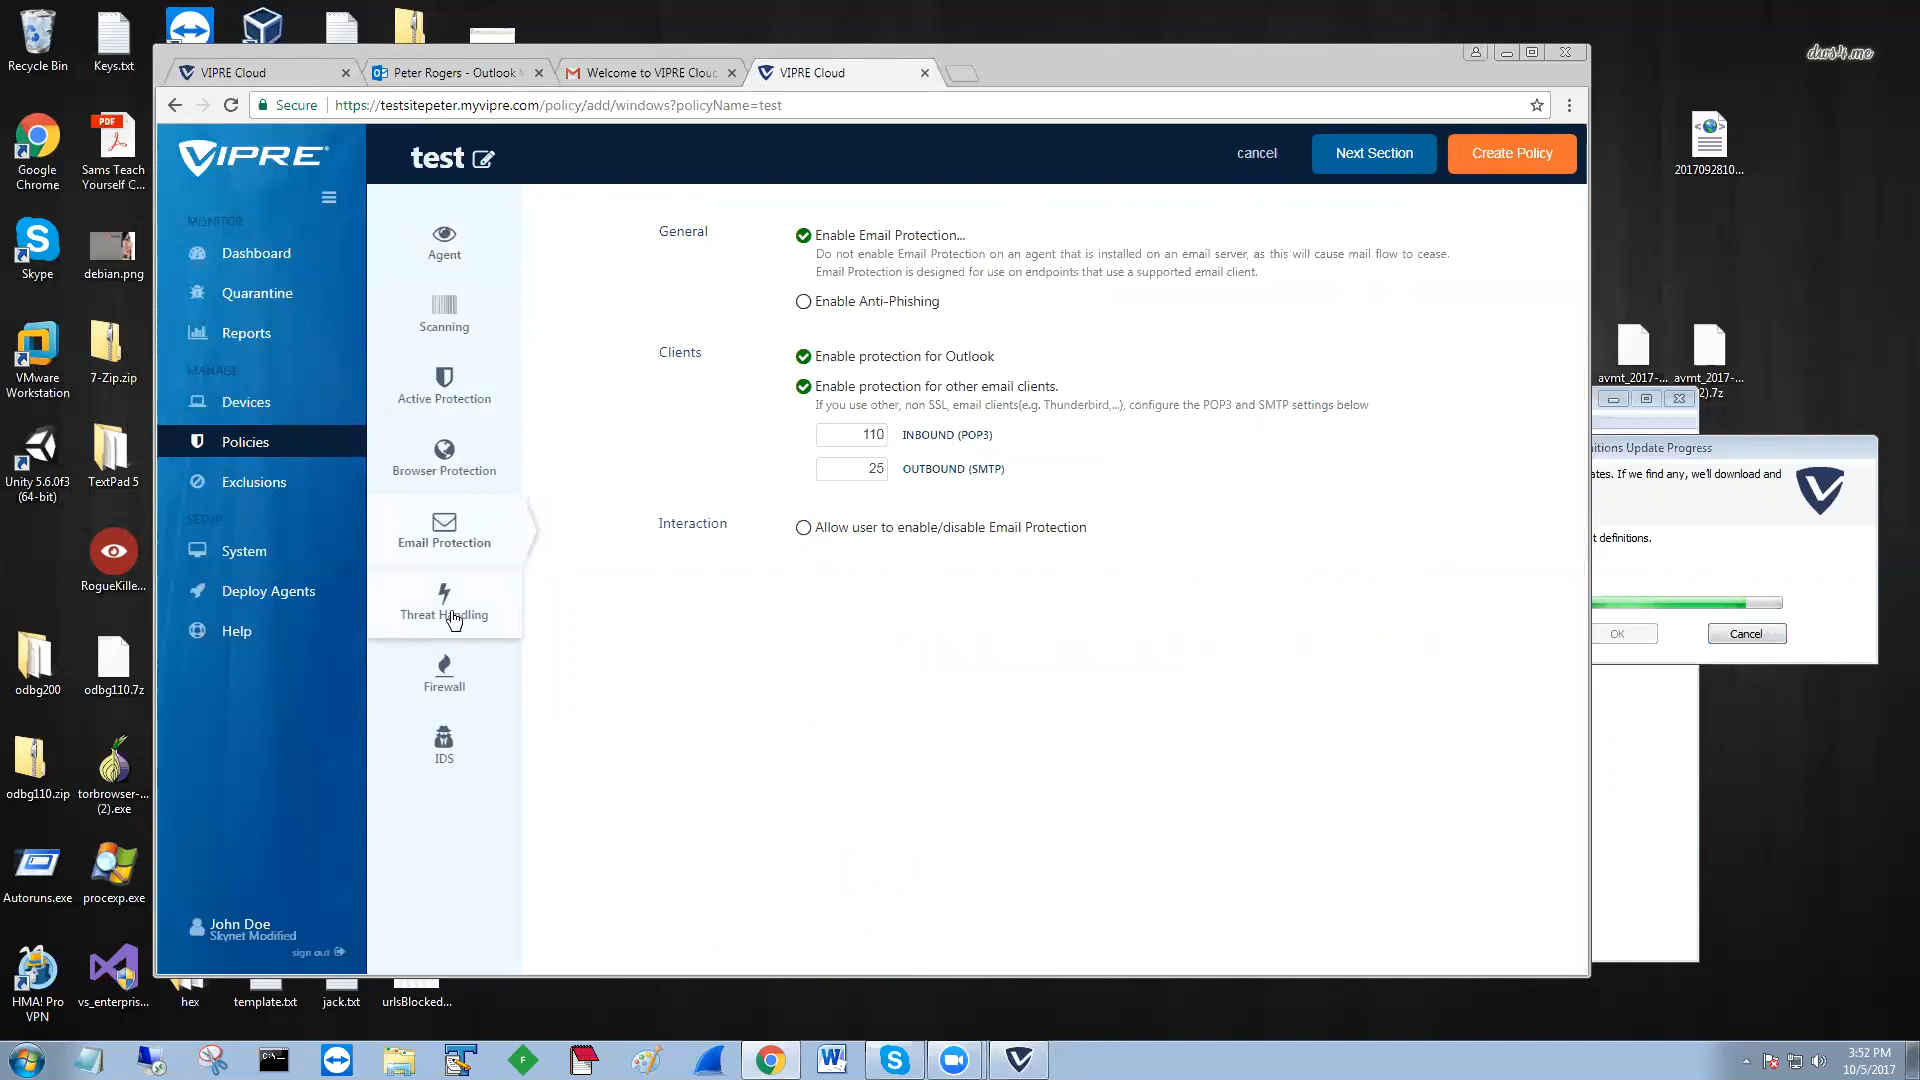 Recycle Bin
Keys.txt
dws4.me
VIPRE Cloud
Peter Rogers - Outlook
Welcome to VIPRE Clou
VIPRE Cloud
Secure
https://testsitepeter.myvipre.com/policy/add/windows?policyName=test
VIPRE
test
cancel
Next Section
Create Policy
MONITOR
Dashboard
Quarantine
Reports
MANAGE
Devices
Policies
Exclusions
SETUP
System
Deploy Agents
Help
John Doe
Skynet Modified
sign out
Agent
Scanning
Active Protection
Browser Protection
Email Protection
Threat Handling
Firewall
IDS
General
Enable Email Protection...
Do not enable Email Protection on an agent that is installed on an email server, as this will cause mail flow to cease.
Email Protection is designed for use on endpoints that use a supported email client.
Enable Anti-Phishing
Clients
Enable protection for Outlook
Enable protection for other email clients.
If you use other, non SSL, email clients(e.g. Thunderbird,...), configure the POP3 and SMTP settings below
110 INBOUND (POP3)
25 OUTBOUND (SMTP)
Interaction
Allow user to enable/disable Email Protection
Google
Chrome
PDF
Sams Teach
Yourself C...
Skype
debian.png
VMware
Workstation
7-Zip.zip
Unity 5.6.0f3
(64-bit)
TextPad 5
RogueKille...
odbg200
odbg110.7z
odbg110.zip
torbrowser-...
(2).exe
Autoruns.exe
procexp.exe
HMA! Pro
VPN
vs_enterpris...
hex
template.txt
jack.txt
urlsBlocked...
2017092810...
avmt_2017-...
avmt_2017-...
2).7z
nitions Update Progress
ates. If we find any, we'll download and
t definitions.
OK
Cancel
3:52 PM
10/5/2017